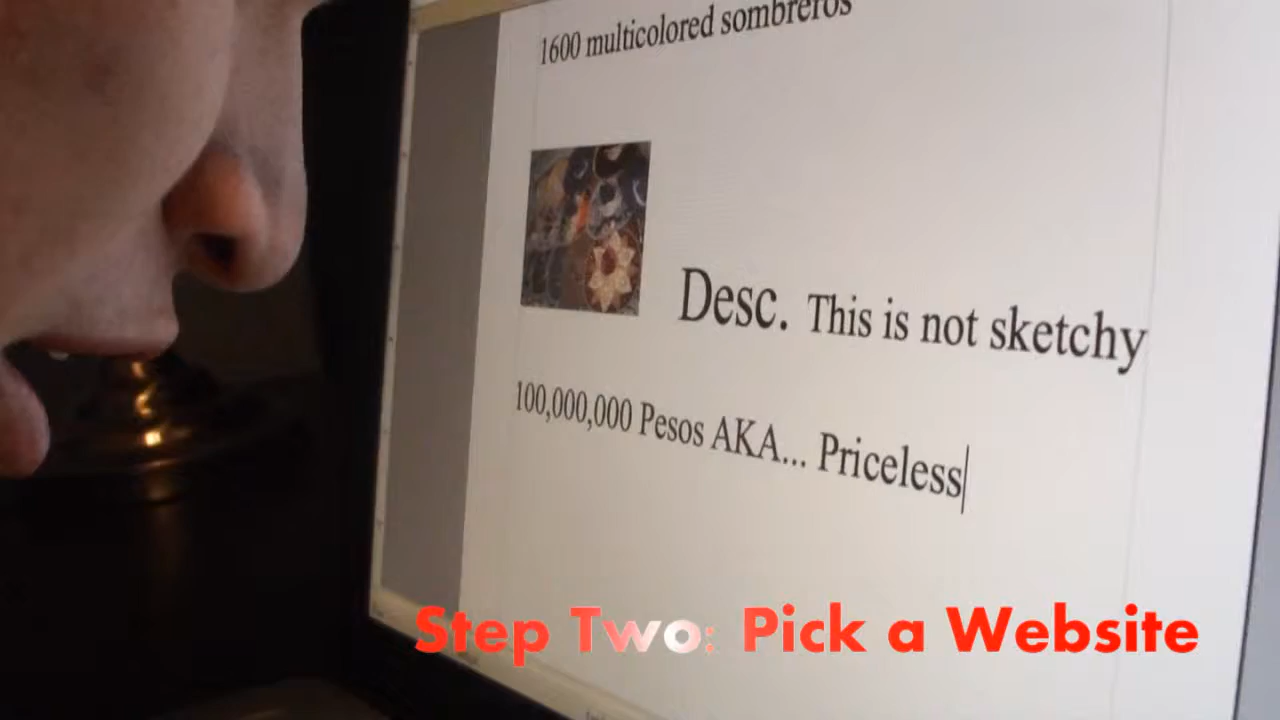 1600 multicolored sombreros
Desc. This is not sketchy
100,000,000 Pesos AKA... Priceless
Step Two: Pick a Website